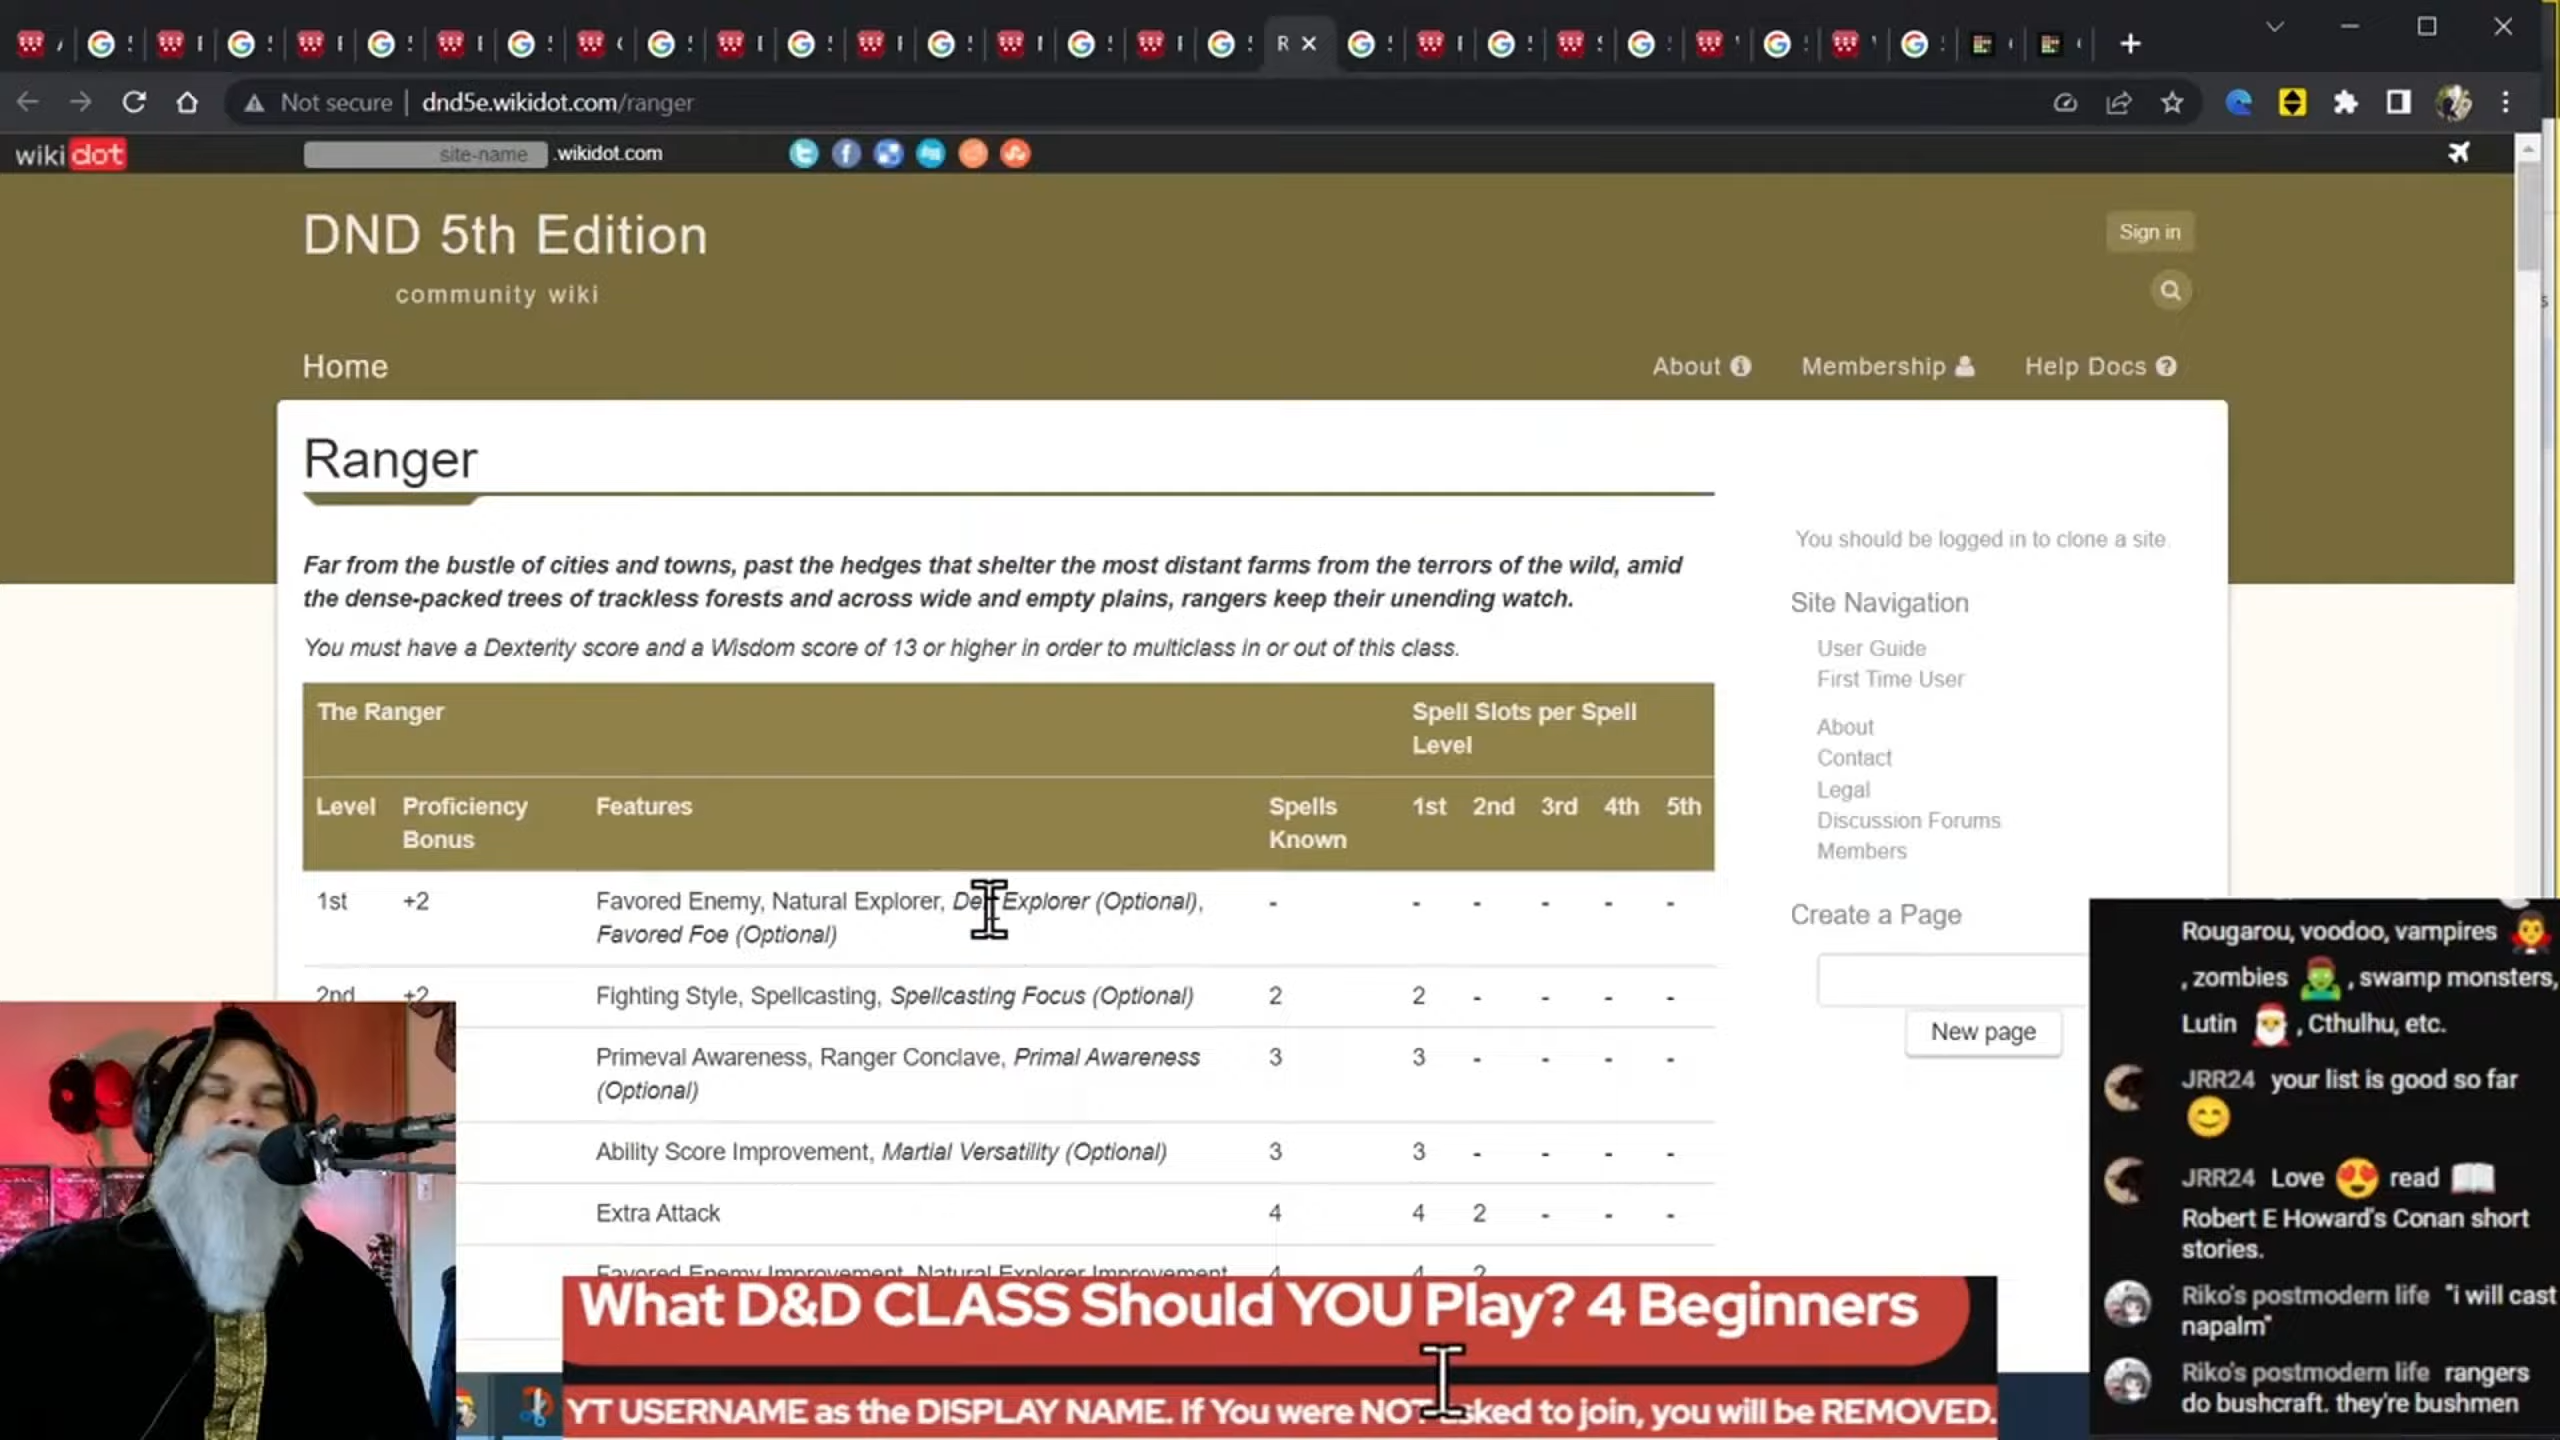 R
Not secure
dnd5e.wikidot.com/ranger
wikidot
site-name
.wikidot.com
DND 5th Edition
Sign in
community wiki
Home
About
Membership
Help Docs
Ranger
Far from the bustle of cities and towns, past the hedges that shelter the most distant farms from the terrors of the wild, amid
the dense-packed trees of trackless forests and across wide and empty plains, rangers keep their unending watch.
You must have a Dexterity score and a Wisdom score of 13 or higher in order to multiclass in or out of this class.
The Ranger
Spell Slots per Spell
Level
Level
Proficiency
Bonus
Features
Spells
Known
1st 2nd 3rd 4th 5th
1st +2 Favored Enemy, Natural Explorer, Explorer (Optional), - - - - - -
Favored Foe (Optional)
2nd +2 Fighting Style, Spellcasting, Spellcasting Focus (Optional) 2 2 - - - -
Primeval Awareness, Ranger Conclave, Primal Awareness 3 3 - - - -
(Optional)
Ability Score Improvement, Martial Versatility (Optional) 3 3 - - - -
Extra Attack 4 4 2 - - -
Favored Enemy Improvement, Natural Explorer Improvement 4 4 2
You should be logged in to clone a site.
Site Navigation
User Guide
First Time User
About
Contact
Legal
Discussion Forums
Members
Create a Page
New page
Rougarou, voodoo, vampires 🧛
, zombies 🧟, swamp monsters,
Lutin 🎅, Cthulhu, etc.
JRR24 your list is good so far
😊
JRR24 Love 😍 read 📖
Robert E Howard's Conan short
stories.
Riko's postmodern life "i will cast
napalm"
Riko's postmodern life rangers
do bushcraft. they're bushmen
What D&D CLASS Should YOU Play? 4 Beginners
YT USERNAME as the DISPLAY NAME. If You were NOT asked to join, you will be REMOVED.